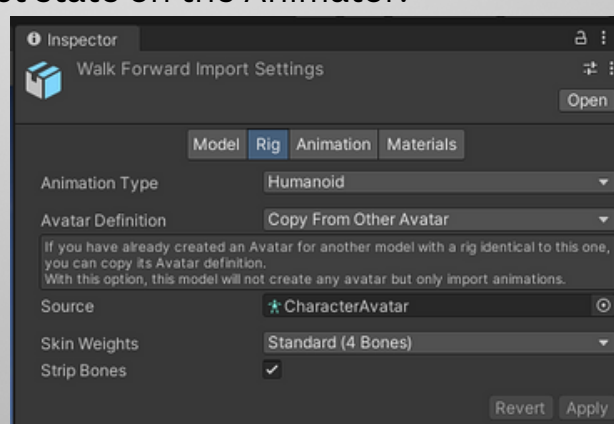 state on the Animator.
Inspector
Walk Forward Import Settings
Open
Model Rig Animation Materials
Animation Type Humanoid
Avatar Definition Copy From Other Avatar
If you have already created an Avatar for another model with a rig identical to this one,
you can copy its Avatar definition.
With this option, this model will not create any avatar but only import animations.
Source CharacterAvatar
Skin Weights Standard (4 Bones)
Strip Bones
Revert Apply